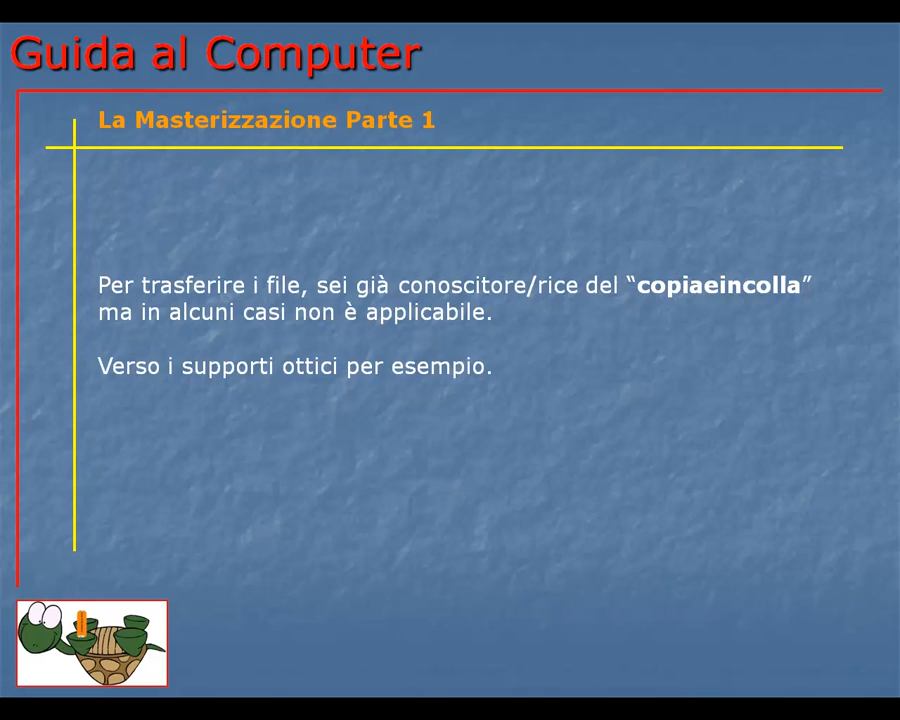 Guida al Computer
La Masterizzazione Parte 1
Per trasferire i file, sei già conoscitore/rice del “copiaeincolla”
ma in alcuni casi non è applicabile.
Verso i supporti ottici per esempio.